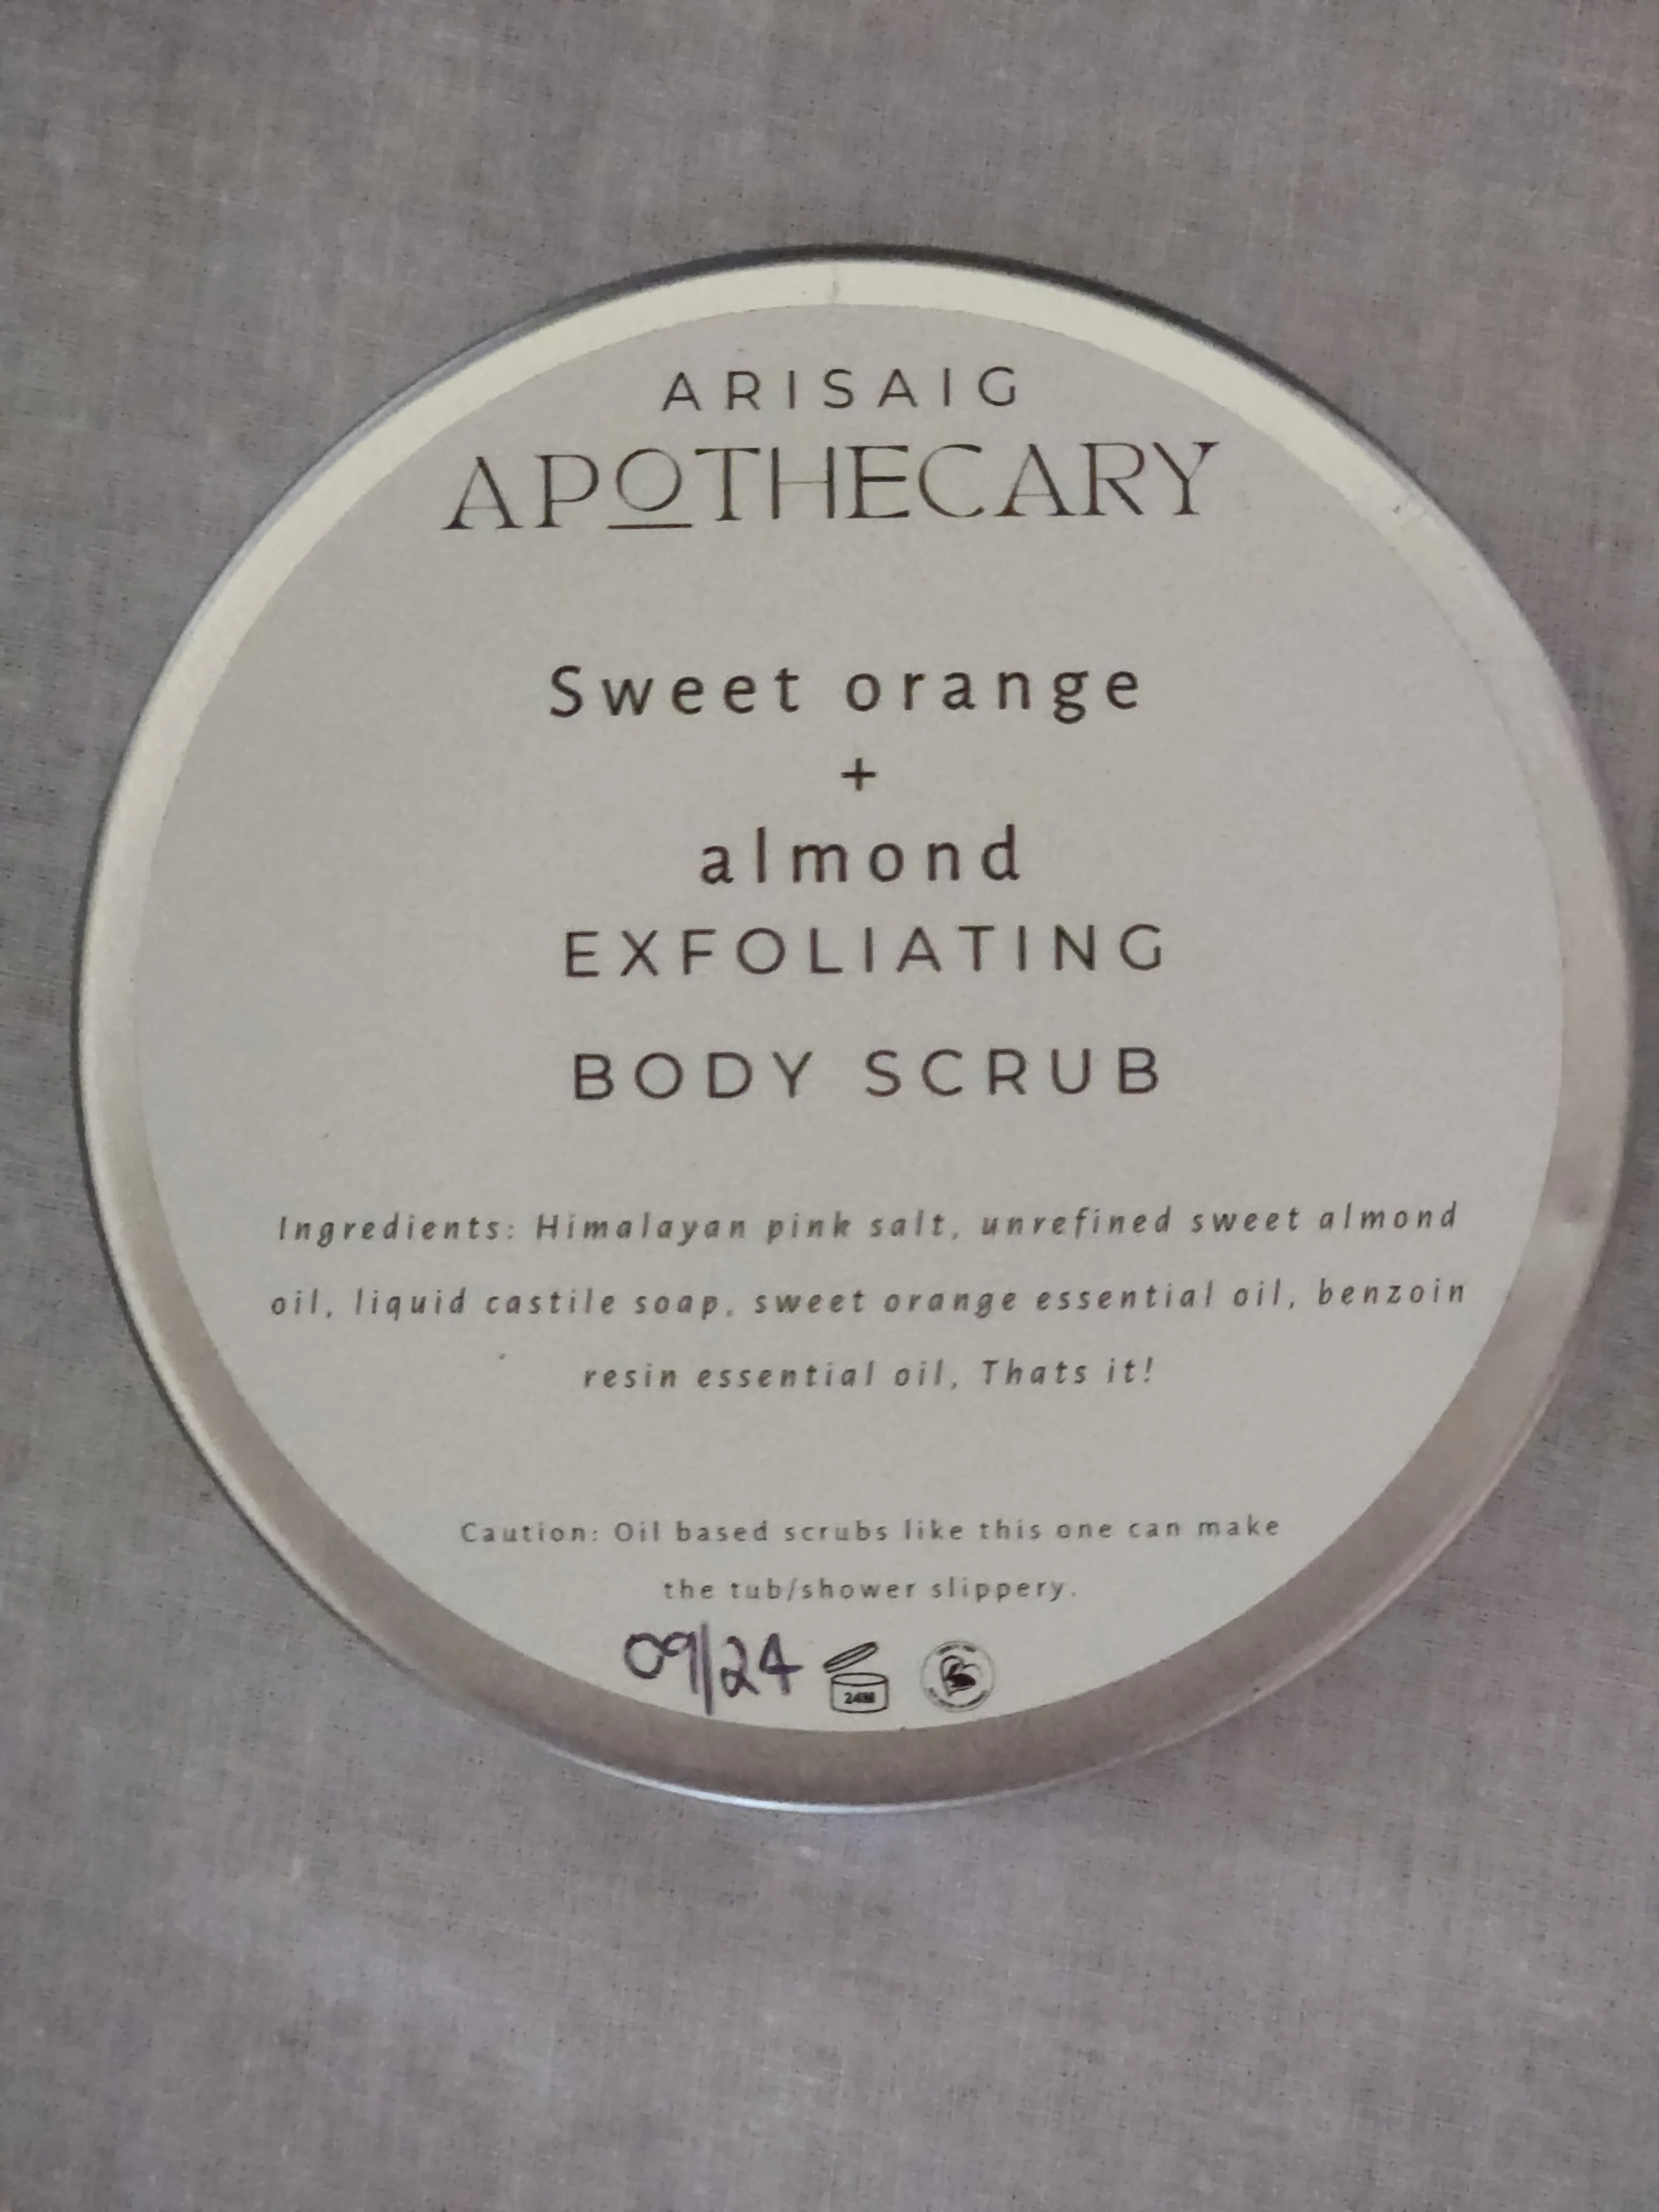 ARISAIG
APOTHECARY
Sweet orange
+
almond
EXFOLIATING
BODY SCRUB
Ingredients: Himalayan pink salt, unrefined sweet almond
oil, liquid castile soap, sweet orange essential oil, benzoin
resin essential oil, Thats it!
Caution: Oil based scrubs like this one can make
the tub/shower slippery.
09/24 24M